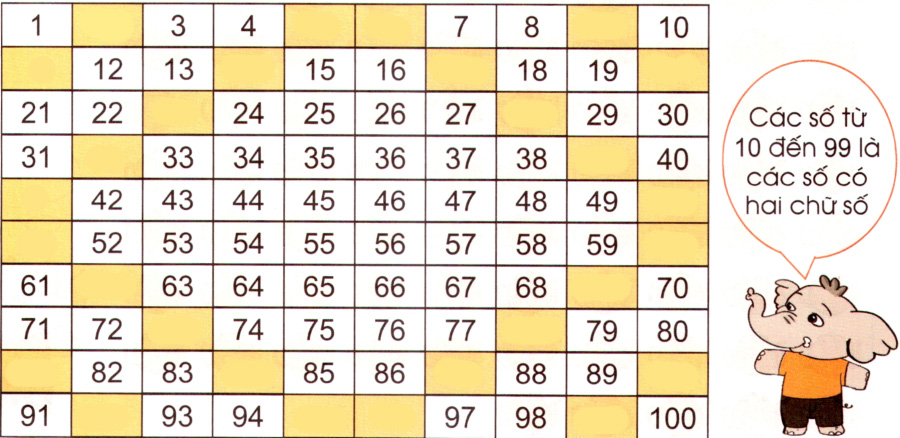 1 3 4 7 8 10
12 13 15 16 18 19
21 22 24 25 26 27 29 30
31 33 34 35 36 37 38 40
42 43 44 45 46 47 48 49
52 53 54 55 56 57 58 59
61 63 64 65 66 67 68 70
71 72 74 75 76 77 79 80
82 83 85 86 88 89
91 93 94 97 98 100
Các số từ
10 đến 99 là
các số có
hai chữ số